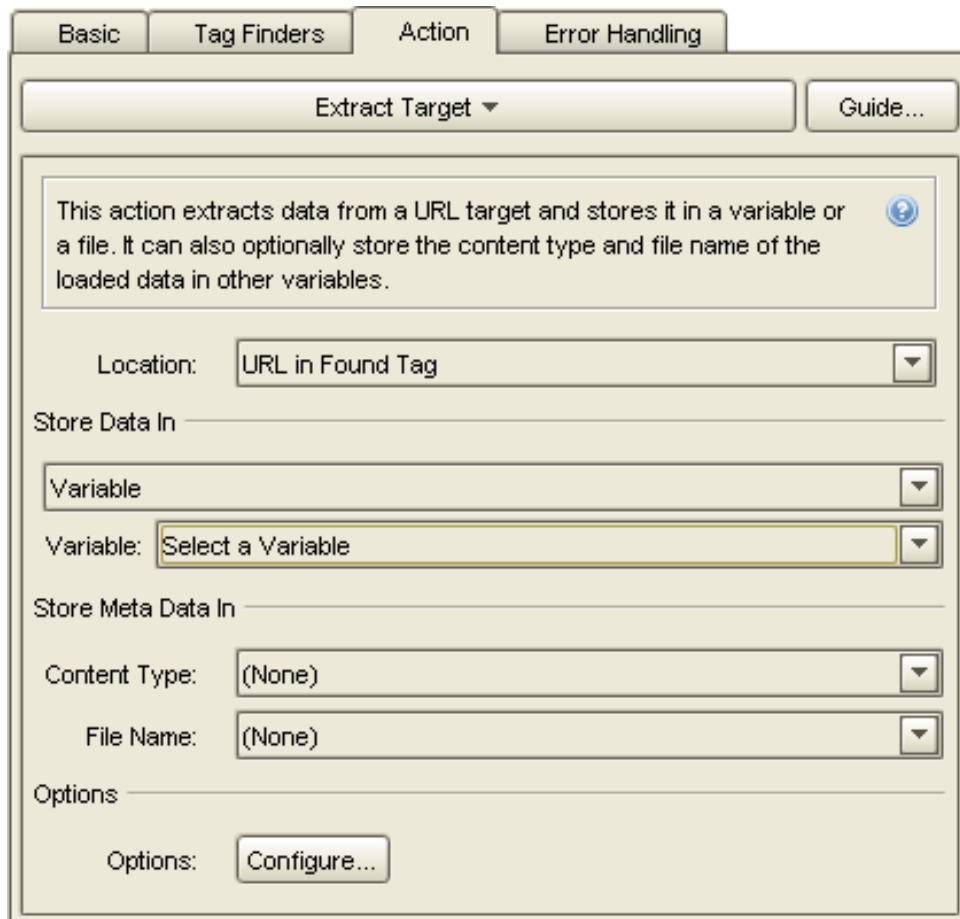 Basic Tag Finders Action Error Handling
Extract Target Guide...
This action extracts data from a URL target and stores it in a variable or
a file. It can also optionally store the content type and file name of the
loaded data in other variables.
Location: URL in Found Tag
Store Data In
Variable
Variable: Select a Variable
Store Meta Data In
Content Type: (None)
File Name: (None)
Options
Options: Configure...